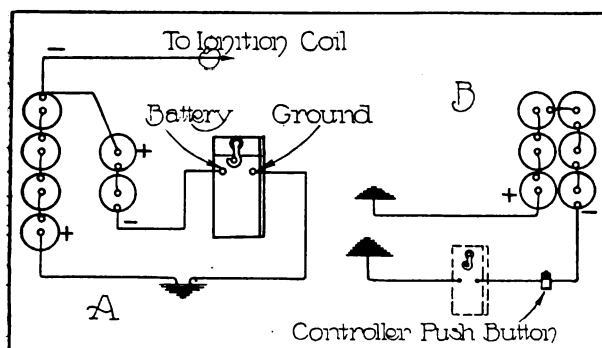 To Ignition Coil
Battery
Ground
B
A
Controller Push Button
+
-
+
-
+
-